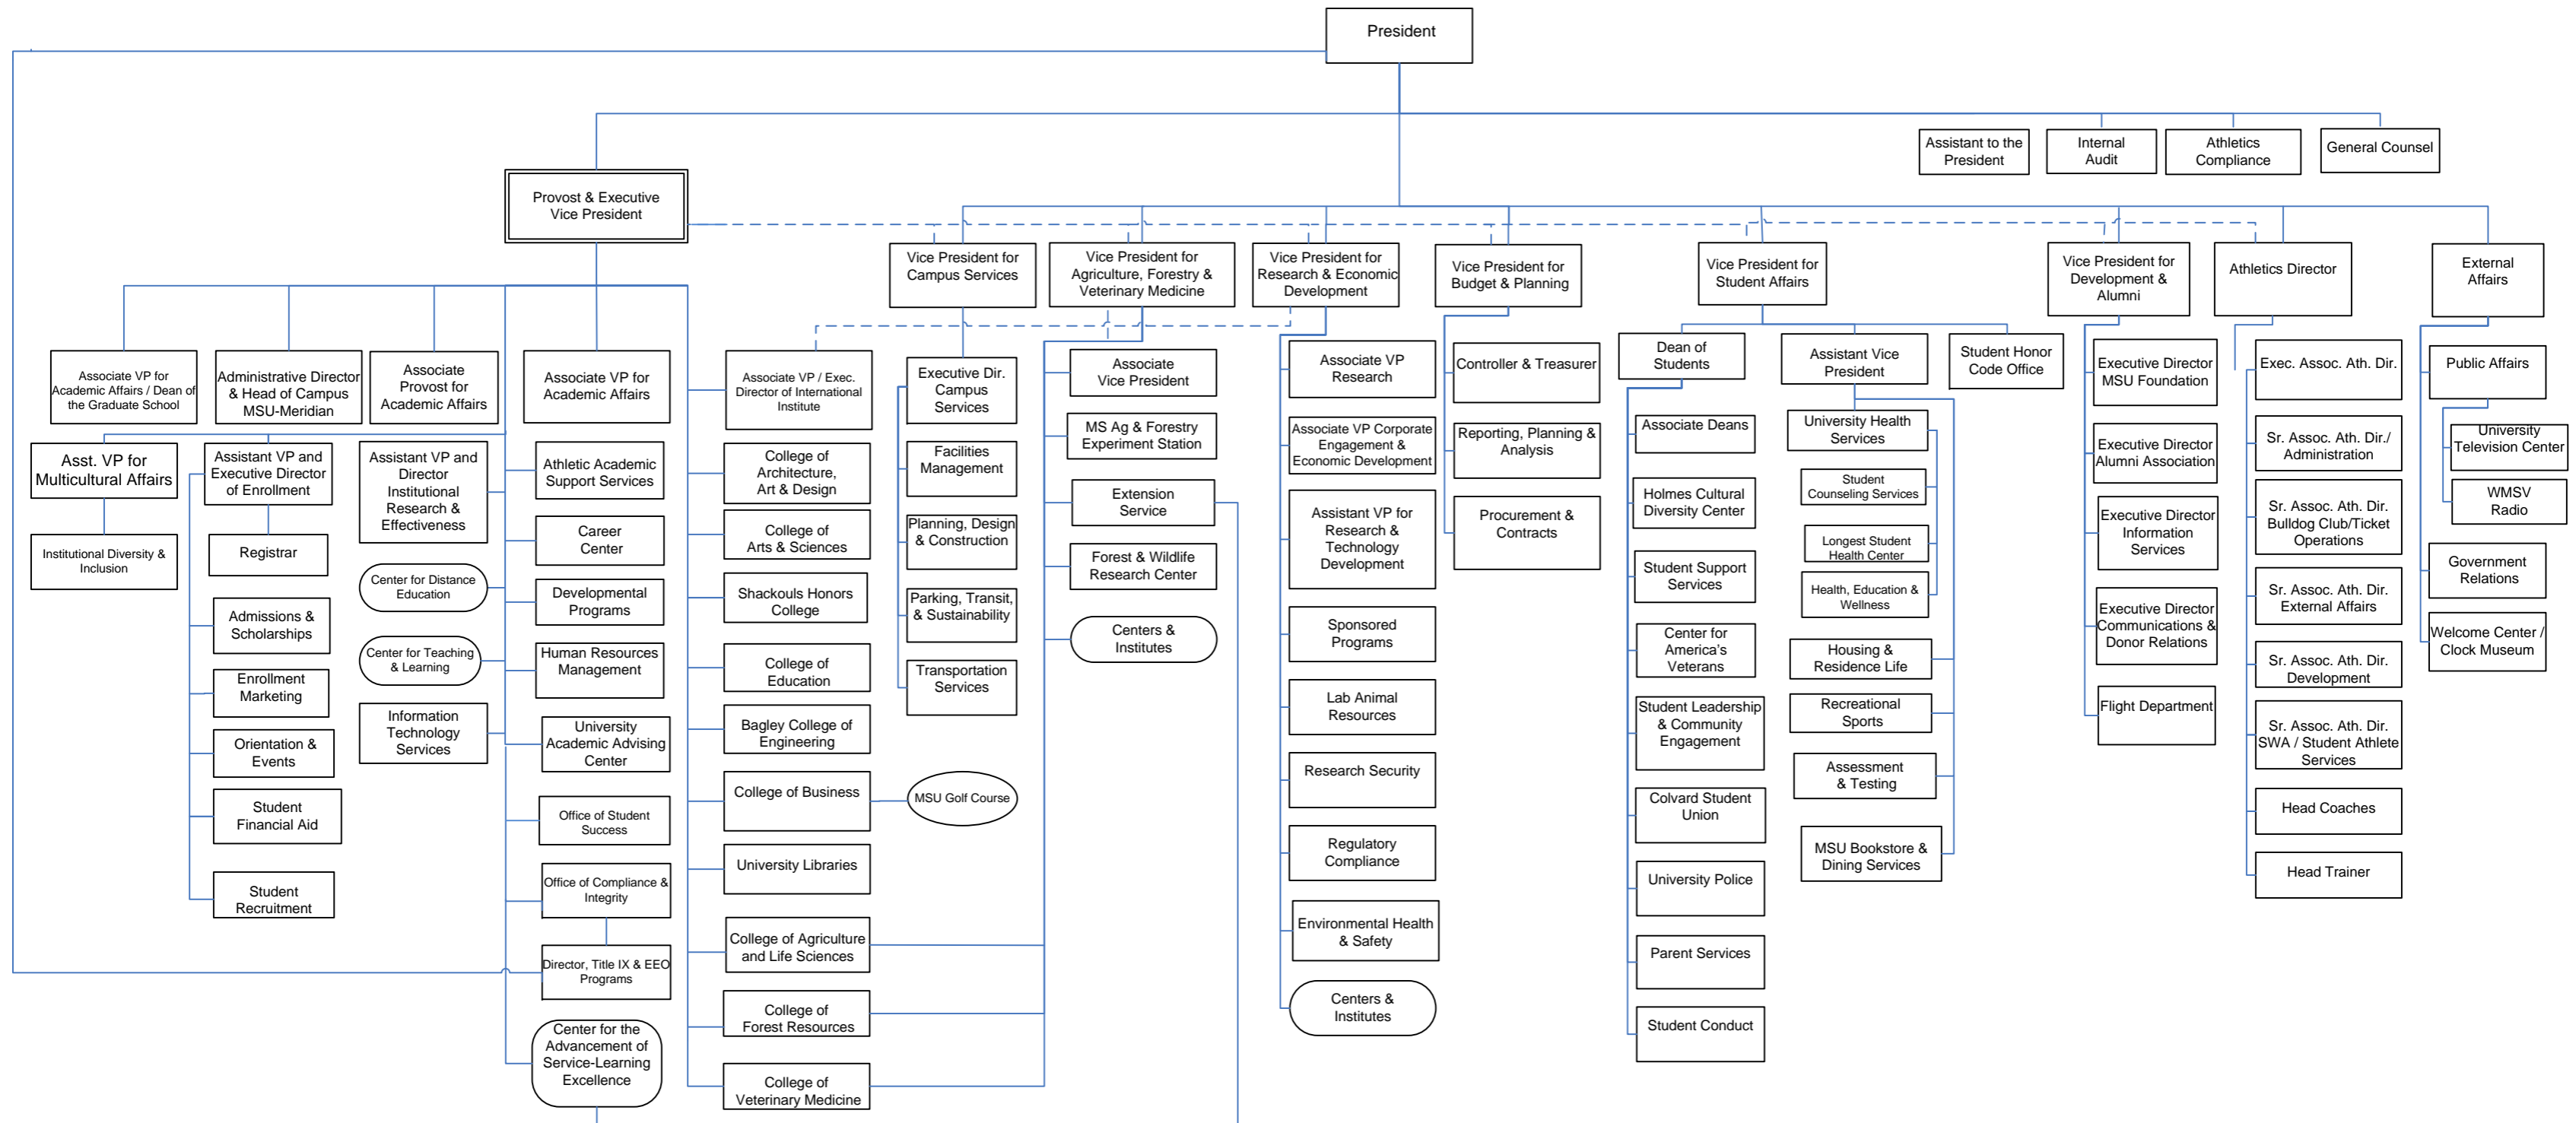 President
Assistant to the
President
Internal
Audit
Athletics
Compliance
General Counsel
Provost & Executive
Vice President
Vice President for
Campus Services
Vice President for
Agriculture, Forestry &
Veterinary Medicine
Vice President for
Research & Economic
Development
Vice President for
Budget & Planning
Vice President for
Student Affairs
Vice President for
Development &
Alumni
Athletics Director
External
Affairs
Associate VP for
Academic Affairs / Dean of
the Graduate School
Administrative Director
& Head of Campus
MSU-Meridian
Associate
Provost for
Academic Affairs
Associate VP for
Academic Affairs
Associate VP / Exec.
Director of International
Institute
Asst. VP for
Multicultural Affairs
Institutional Diversity &
Inclusion
Assistant VP and
Executive Director
of Enrollment
Registrar
Admissions &
Scholarships
Enrollment
Marketing
Orientation &
Events
Student
Financial Aid
Student
Recruitment
Assistant VP and
Director
Institutional
Research &
Effectiveness
Center for Distance
Education
Center for Teaching
& Learning
Information
Technology
Services
Athletic Academic
Support Services
Career
Center
Developmental
Programs
Human Resources
Management
University
Academic Advising
Center
Office of Student
Success
Office of Compliance &
Integrity
Director, Title IX & EEO
Programs
Center for the
Advancement of
Service-Learning
Excellence
College of
Architecture,
Art & Design
College of
Arts & Sciences
Shackouls Honors
College
College of
Education
Bagley College of
Engineering
College of Business
MSU Golf Course
University Libraries
College of Agriculture
and Life Sciences
College of
Forest Resources
College of
Veterinary Medicine
Executive Dir.
Campus
Services
Facilities
Management
Planning, Design
& Construction
Parking, Transit,
& Sustainability
Transportation
Services
Associate
Vice President
MS Ag & Forestry
Experiment Station
Extension
Service
Forest & Wildlife
Research Center
Centers &
Institutes
Associate VP
Research
Associate VP Corporate
Engagement &
Economic Development
Assistant VP for
Research &
Technology
Development
Sponsored
Programs
Lab Animal
Resources
Research Security
Regulatory
Compliance
Environmental Health
& Safety
Centers &
Institutes
Controller & Treasurer
Reporting, Planning &
Analysis
Procurement &
Contracts
Dean of
Students
Associate Deans
Holmes Cultural
Diversity Center
Student Support
Services
Center for
America's
Veterans
Student Leadership
& Community
Engagement
Colvard Student
Union
University Police
Parent Services
Student Conduct
Assistant Vice
President
University Health
Services
Student
Counseling Services
Longest Student
Health Center
Health, Education &
Wellness
Housing &
Residence Life
Recreational
Sports
Assessment
& Testing
MSU Bookstore &
Dining Services
Student Honor
Code Office
Executive Director
MSU Foundation
Executive Director
Alumni Association
Executive Director
Information
Services
Executive Director
Communications &
Donor Relations
Flight Department
Exec. Assoc. Ath. Dir.
Sr. Assoc. Ath. Dir./
Administration
Sr. Assoc. Ath. Dir.
Bulldog Club/Ticket
Operations
Sr. Assoc. Ath. Dir.
External Affairs
Sr. Assoc. Ath. Dir.
Development
Sr. Assoc. Ath. Dir.
SWA / Student Athlete
Services
Head Coaches
Head Trainer
Public Affairs
University
Television Center
WMSV
Radio
Government
Relations
Welcome Center /
Clock Museum